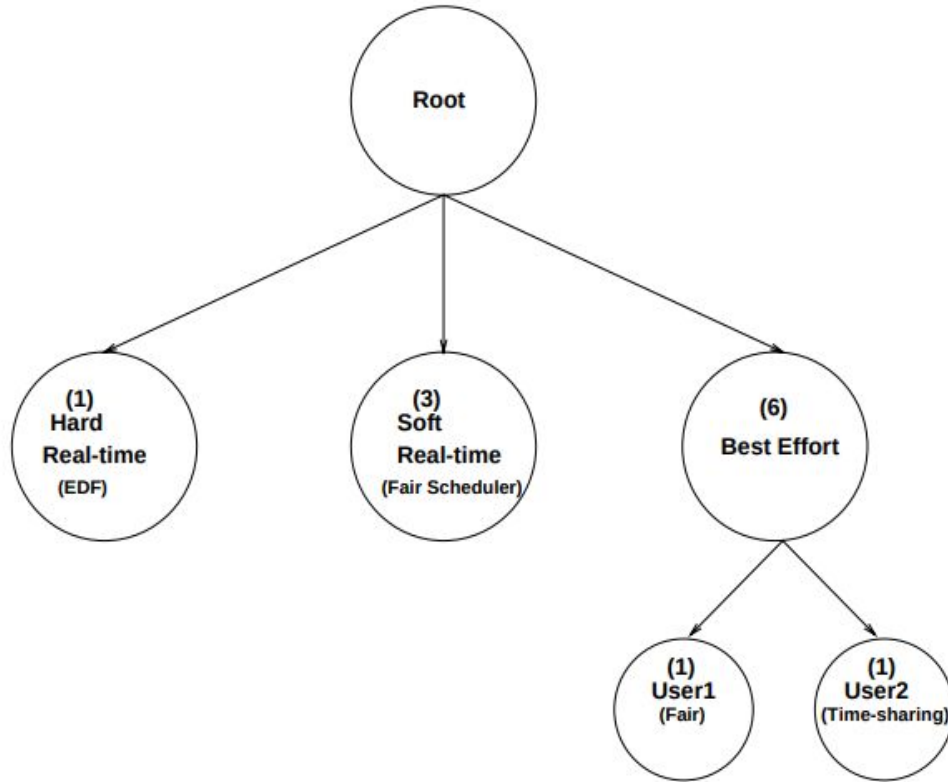 Root
(1)
Hard
Real-time
(EDF)
(3)
Soft
Real-time
(Fair Scheduler)
(6)
Best Effort
(1)
User1
(Fair)
(1)
User2
(Time-sharing)